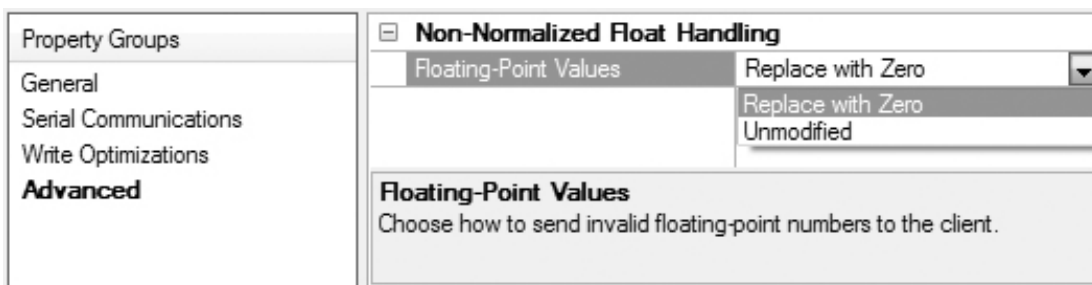 Property Groups
General
Serial Communications
Write Optimizations
Advanced
Non-Normalized Float Handling
Floating-Point Values Replace with Zero
Replace with Zero
Unmodified
Floating-Point Values
Choose how to send invalid floating-point numbers to the client.